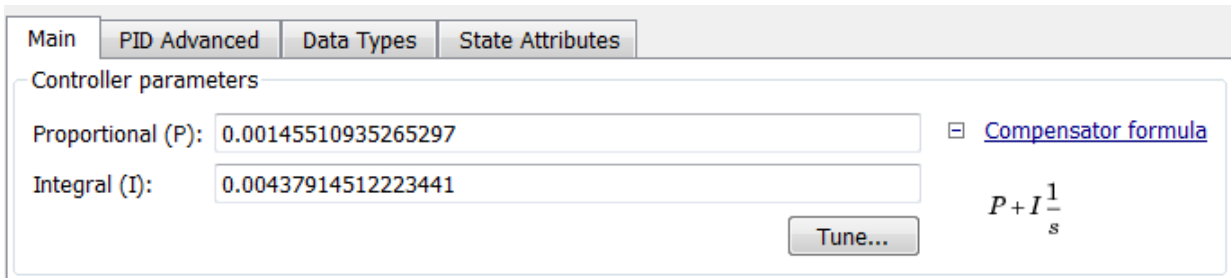 Main PID Advanced Data Types State Attributes
Controller parameters
Proportional (P): 0.00145510935265297 Compensator formula
Integral (I): 0.00437914512223441
P + I 1/s
Tune...